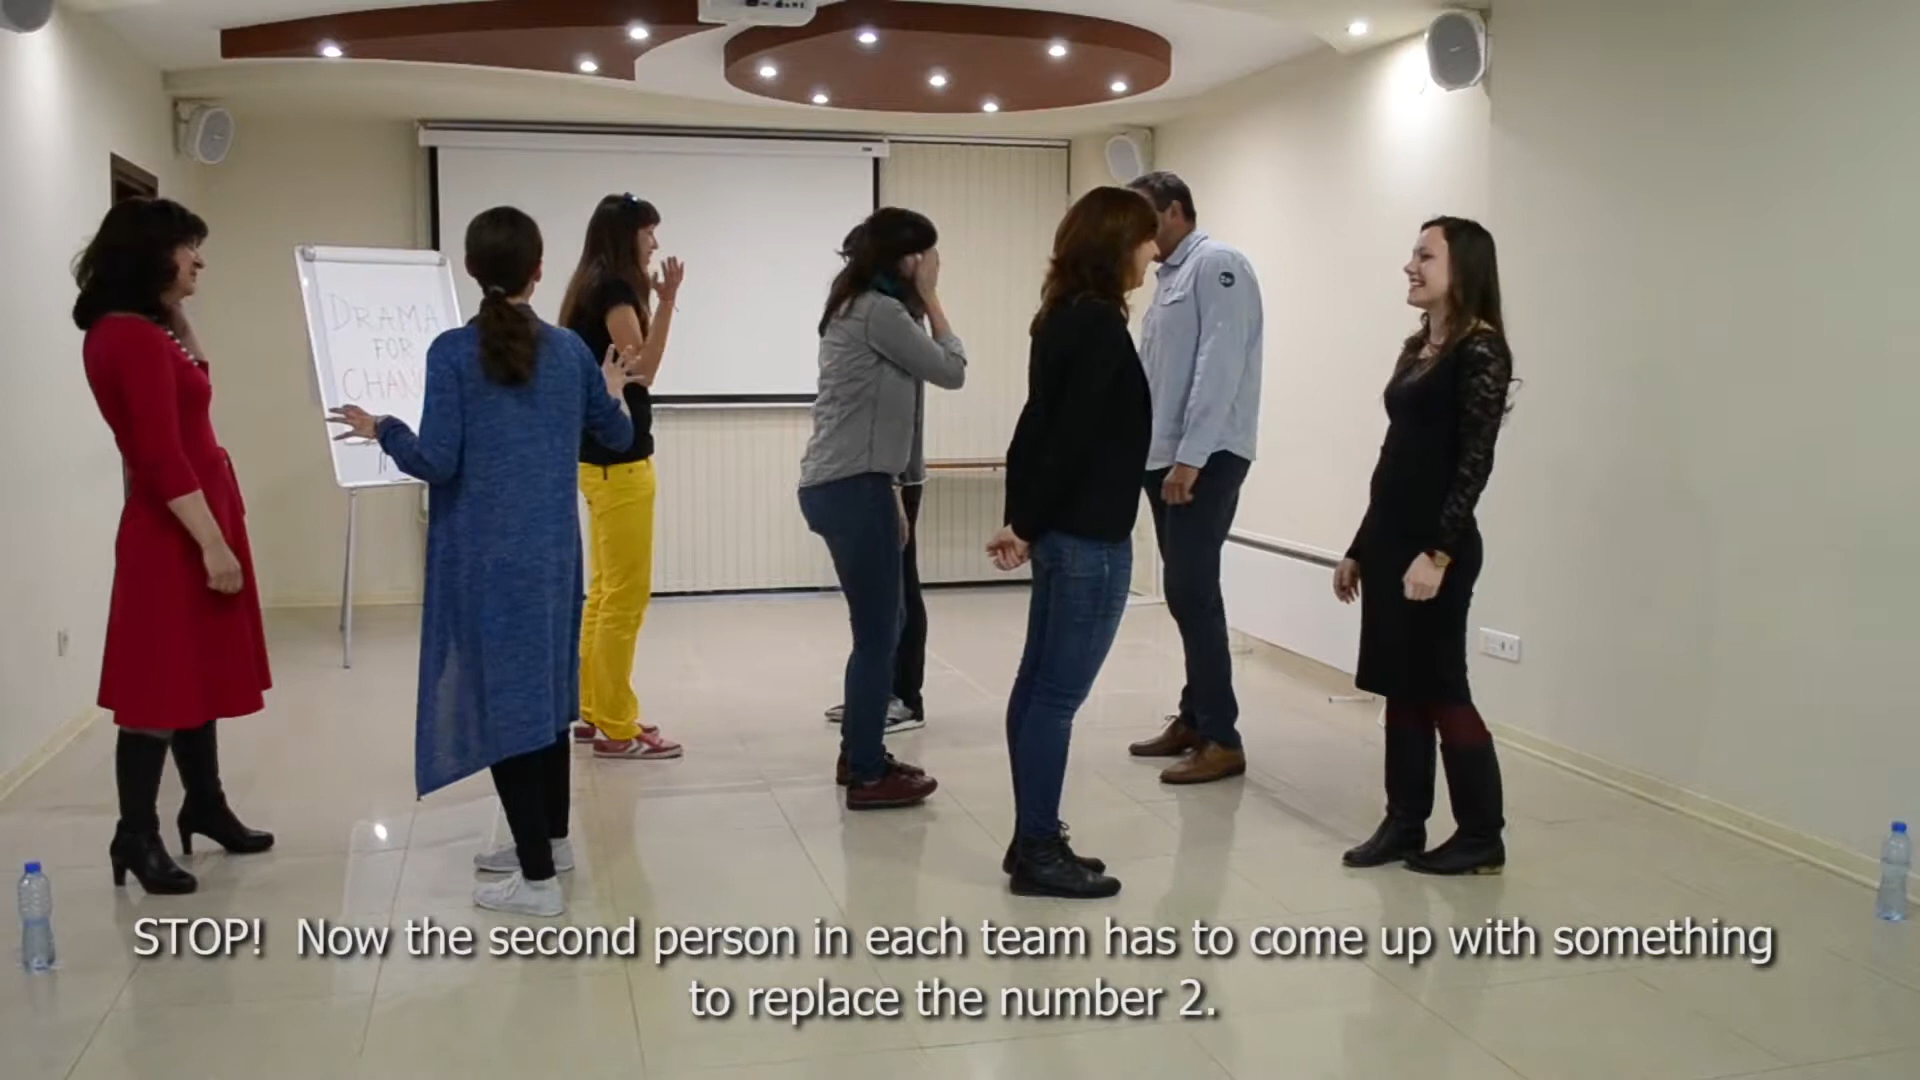 DRAMA
FOR
STOP!  Now the second person in each team has to come up with something
to replace the number 2.